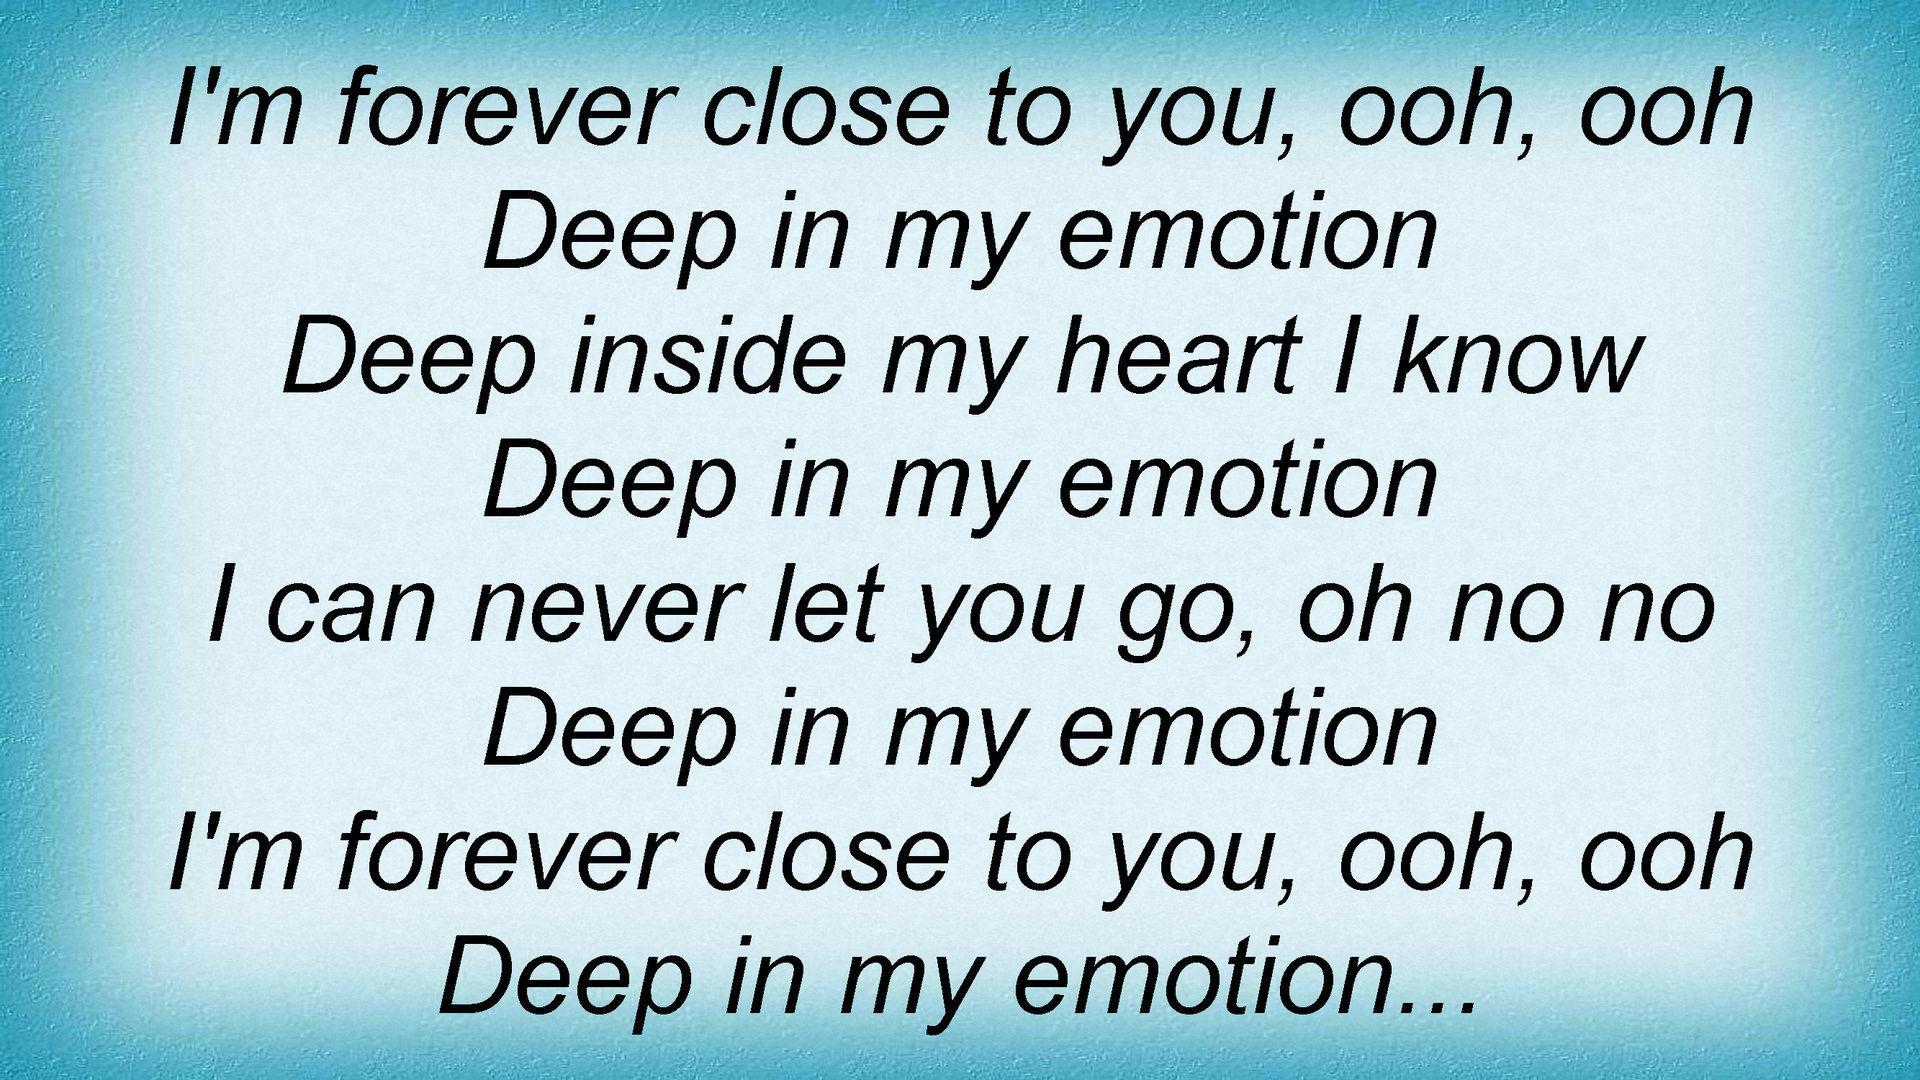 I'm forever close to you, ooh, ooh
Deep in my emotion
Deep inside my heart I know
Deep in my emotion
I can never let you go, oh no no
Deep in my emotion
I'm forever close to you, ooh, ooh
Deep in my emotion...